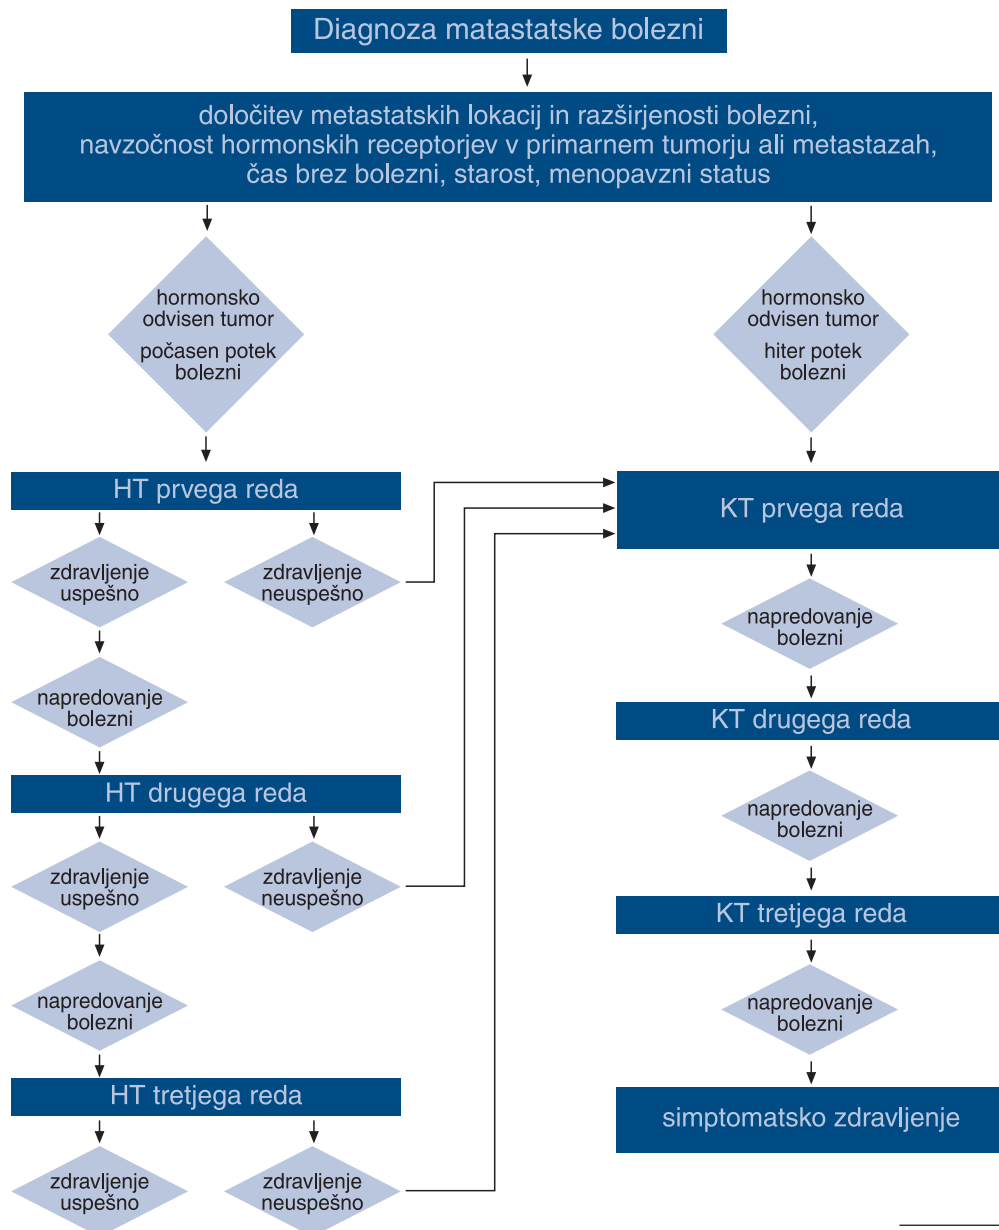 Diagnoza matastatske bolezni
določitev metastatskih lokacij in razširjenosti bolezni,
navzočnost hormonskih receptorjev v primarnem tumorju ali metastazah,
čas brez bolezni, starost, menopavzni status
hormonsko
odvisen tumor
počasen potek
bolezni
hormonsko
odvisen tumor
hiter potek
bolezni
HT prvega reda
zdravljenje
uspešno
zdravljenje
neuspešno
napredovanje
bolezni
HT drugega reda
zdravljenje
uspešno
zdravljenje
neuspešno
napredovanje
bolezni
HT tretjega reda
zdravljenje
uspešno
zdravljenje
neuspešno
KT prvega reda
napredovanje
bolezni
KT drugega reda
napredovanje
bolezni
KT tretjega reda
napredovanje
bolezni
simptomatsko zdravljenje